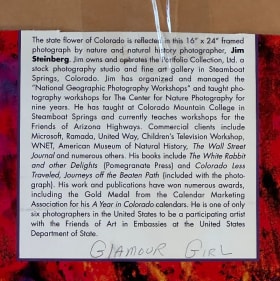 The state flower of Colorado is reflected in this 16" x 24" framed
photograph by nature and natural history photographer, Jim
Steinberg. Jim owns and operates the Portfolio Collection, Ltd. a
stock photography studio and fine art gallery in Steamboat
Springs, Colorado. Jim has organized and managed the
"National Geographic Photography Workshops" and taught pho-
tography workshops for The Center for Nature Photography for
nine years. He has taught at Colorado Mountain College in
Steamboat Springs and currently teaches workshops for the
Friends of Arizona Highways. Commercial clients include
Microsoft, Ramada, United Way, Children's Television Workshop,
WNET, American Museum of Natural History, The Wall Street
Journal and numerous others. His books include The White Rabbit
and other Delights (Pomegranate Press) and Colorado Less
Traveled, Journeys off the Beaten Path (included with the photo-
graph). His work and publications have won numerous awards,
including the Gold Medal from the Calendar Marketing
Association for his A Year in Colorado calendars. He is one of only
six photographers in the United States to be a participating artist
with the Friends of Art in Embassies at the United States
Department of State.
GLAMOUR GIRL